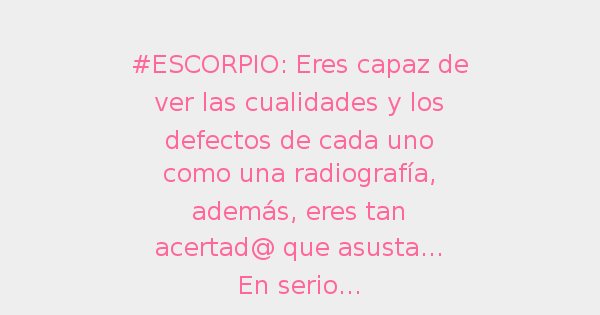 #ESCORPIO: Eres capaz de
ver las cualidades y los
defectos de cada uno
como una radiografía,
además, eres tan
acertad@ que asusta...
En serio...